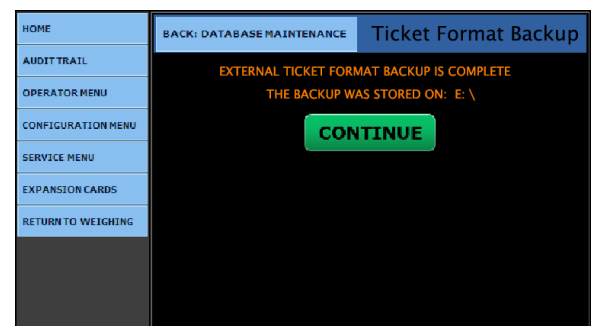 HOME
AUDIT TRAIL
OPERATOR MENU
CONFIGURATION MENU
SERVICE MENU
EXPANSION CARDS
RETURN TO WEIGHING
BACK: DATABASE MAINTENANCE
Ticket Format Backup
EXTERNAL TICKET FORMAT BACKUP IS COMPLETE
THE BACKUP WAS STORED ON: E: \
CONTINUE